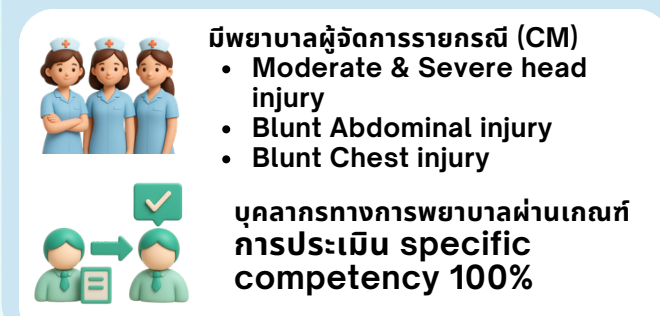 มีพยาบาลผู้จัดการรายกรณี (CM)
• Moderate & Severe head
injury
• Blunt Abdominal injury
• Blunt Chest injury
บุคลากรทางการพยาบาลผ่านเกณฑ์
การประเมิน specific
competency 100%